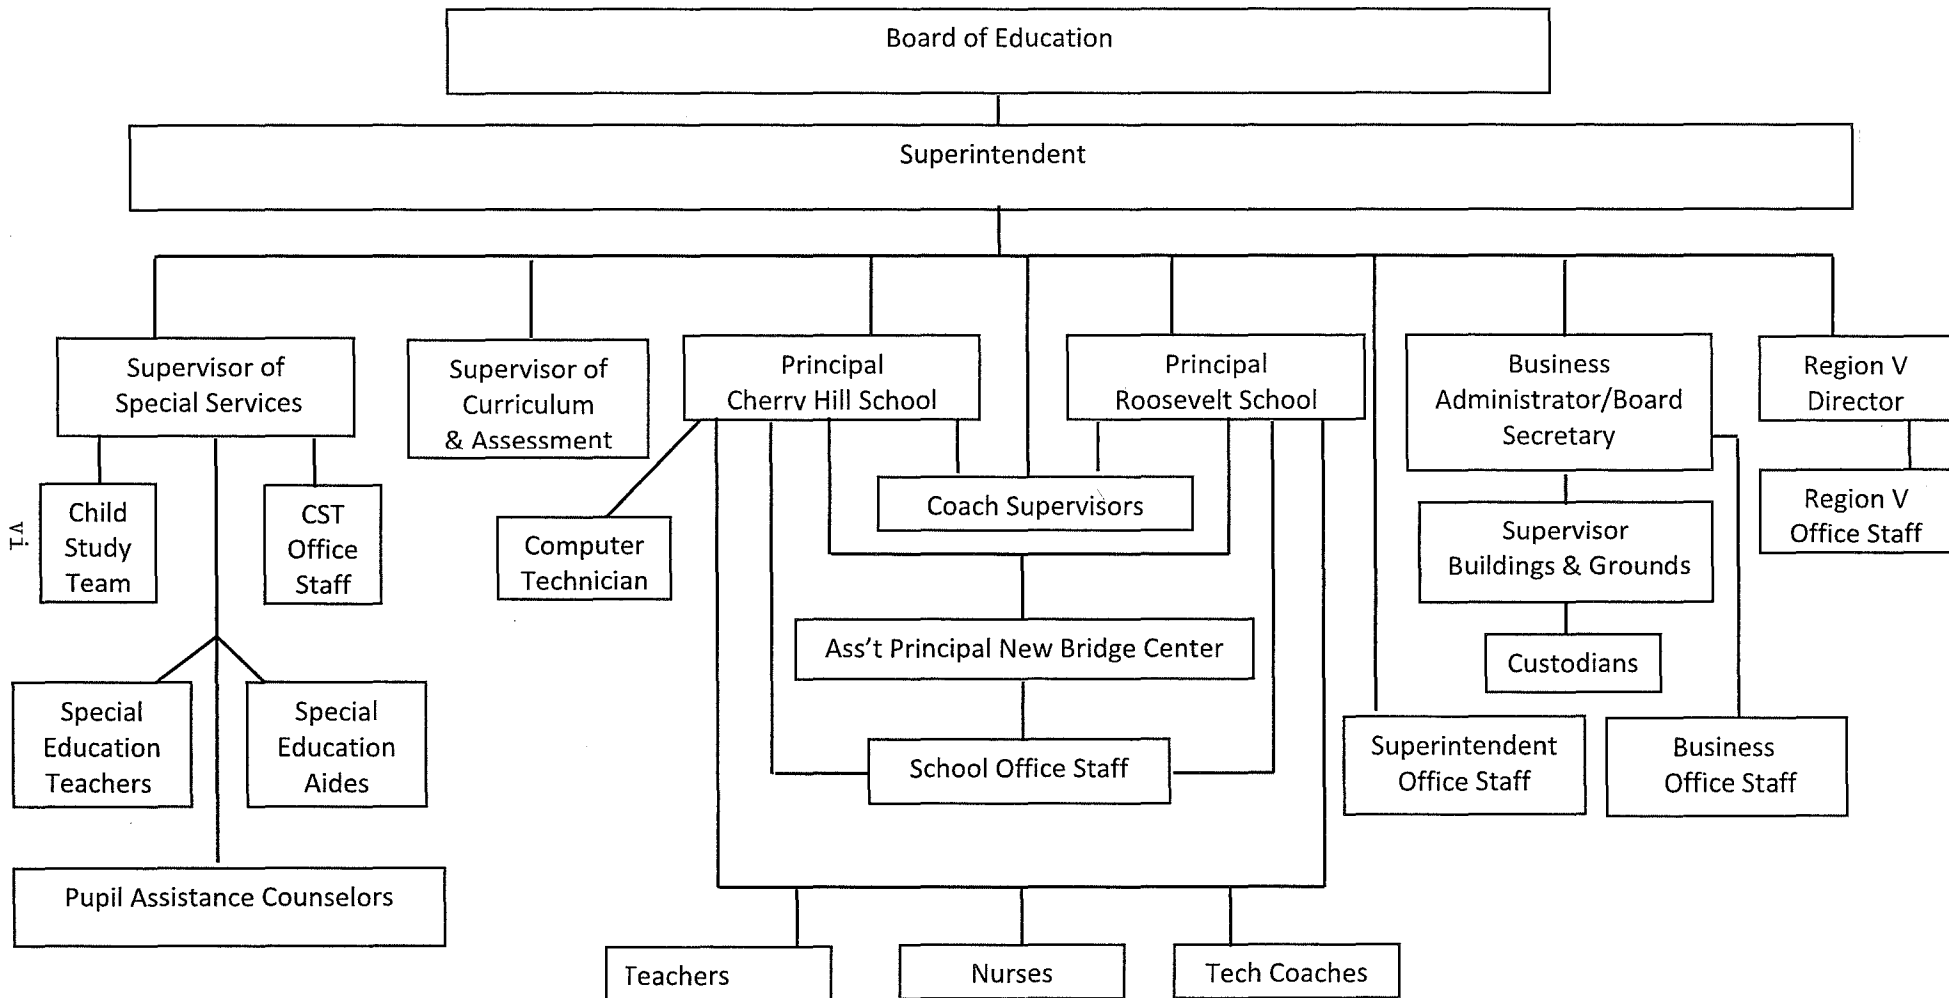 Board of Education
Superintendent
Supervisor of
Special Services
Supervisor of
Curriculum
& Assessment
Principal
Cherry Hill School
Principal
Roosevelt School
Business
Administrator/Board
Secretary
Region V
Director
Child
Study
Team
CST
Office
Staff
Computer
Technician
Coach Supervisors
Supervisor
Buildings & Grounds
Region V
Office Staff
vi
Ass't Principal New Bridge Center
Custodians
Special
Education
Teachers
Special
Education
Aides
School Office Staff
Superintendent
Office Staff
Business
Office Staff
Pupil Assistance Counselors
Teachers
Nurses
Tech Coaches